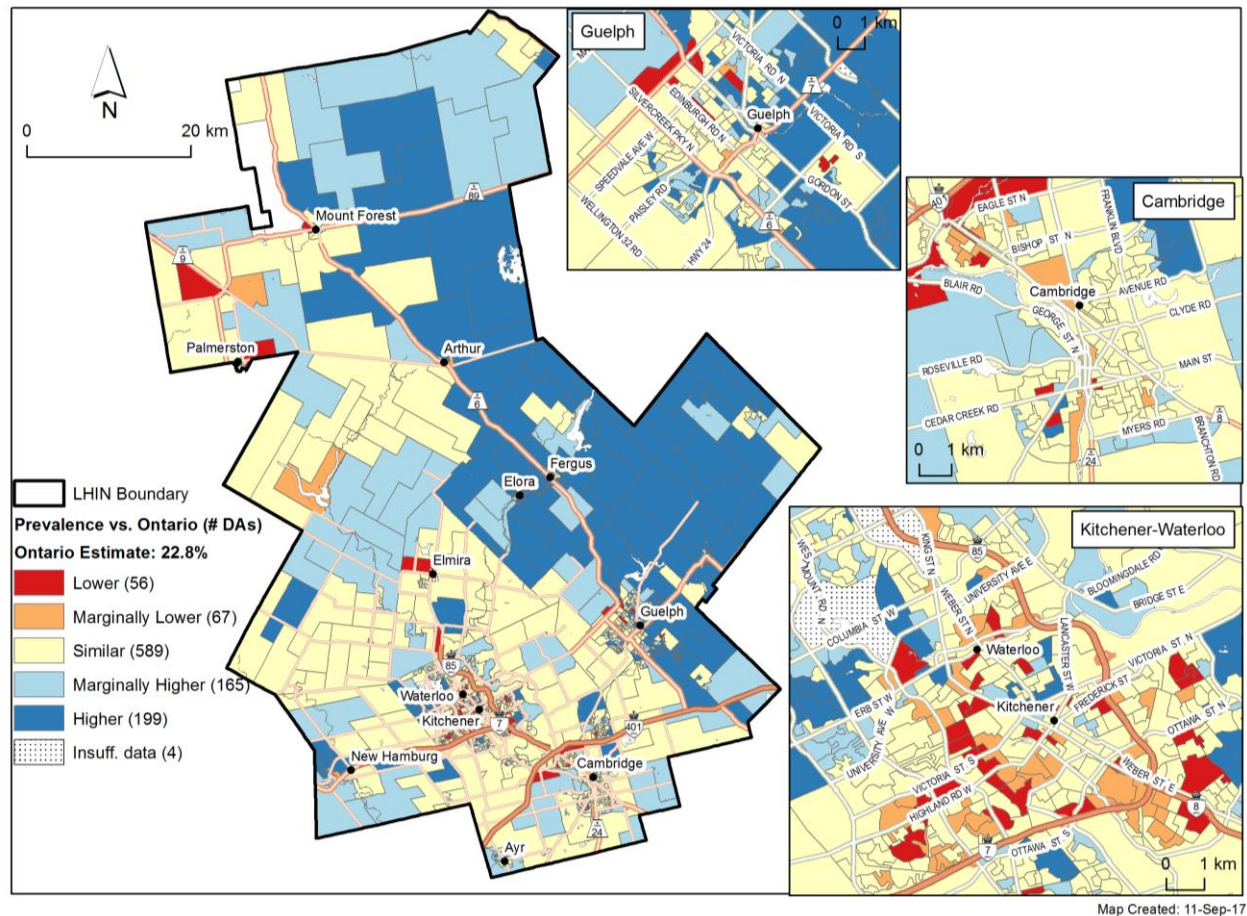 N
0 20 km
89
Mount Forest
9
Palmerston
Arthur
6
Fergus
Elora
Elmira
Guelph
85
Waterloo
Kitchener
7
401
New Hamburg
Cambridge
24
Ayr
LHIN Boundary
Prevalence vs. Ontario (# DAs)
Ontario Estimate: 22.8%
Lower (56)
Marginally Lower (67)
Similar (589)
Marginally Higher (165)
Higher (199)
Insuff. data (4)
Guelph
0 1 km
VICTORIA RD N
7
EDINBURGH RD N
SILVERCREEK PKY N
Guelph
VICTORIA RD S
SPEEDVALE AVE W
GORDON ST
PAISLEY RD
WELLINGTON 32 RD
6
HWY 24
Cambridge
401
EAGLE ST N
FRANKLIN BLVD
BISHOP ST N
BLAIR RD
Cambridge
AVENUE RD
GEORGE ST N
CLYDE RD
ROSEVILLE RD
MAIN ST
CEDAR CREEK RD
8
MYERS RD
BRANCHTON RD
24
0 1 km
Kitchener-Waterloo
KING ST N
85
UNIVERSITY AVE E
BLOOMINGDALE RD
WESTMOUNT RD N
WEBER ST N
BRIDGE ST E
COLUMBIA ST W
LANCASTER ST W
VICTORIA ST N
Waterloo
ERB ST W
FREDERICK ST
Kitchener
OTTAWA ST N
UNIVERSITY AVE W
VICTORIA ST S
WEBER ST E
HIGHLAND RD W
8
7
OTTAWA ST S
0 1 km
Map Created: 11-Sep-17